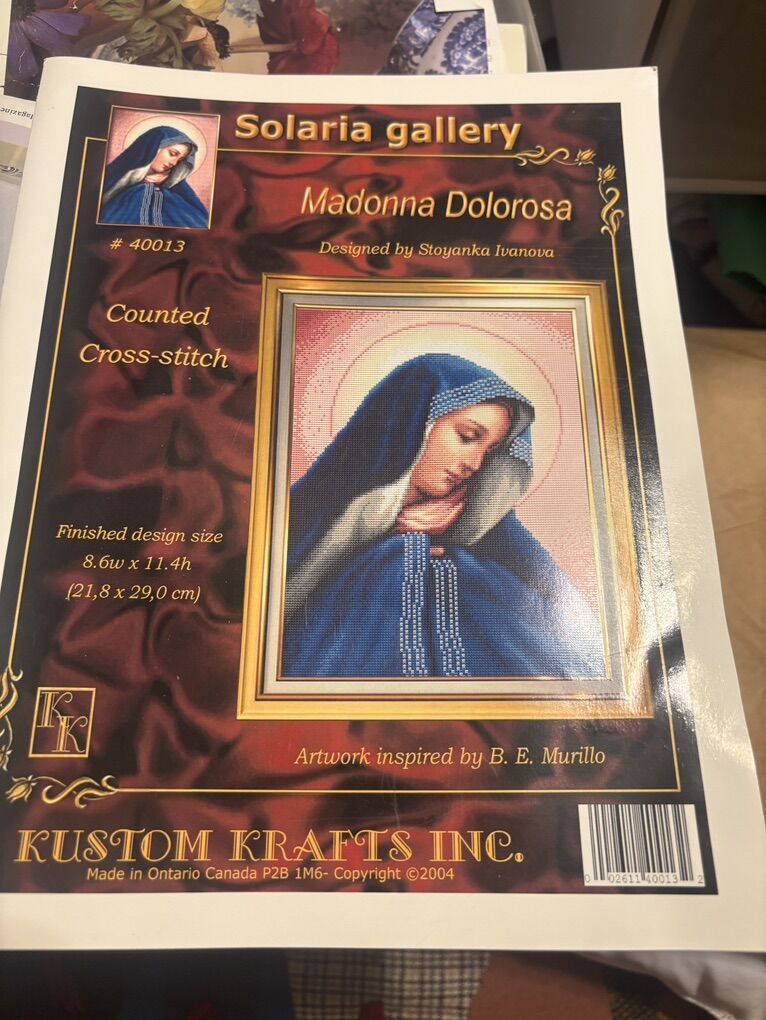 agazine
Solaria gallery
Madonna Dolorosa
# 40013
Designed by Stoyanka Ivanova
Counted
Cross-stitch
Finished design size
8.6w x 11.4h
(21,8 x 29,0 cm)
KK
Artwork inspired by B. E. Murillo
KUSTOM KRAFTS INC.
Made in Ontario Canada P2B 1M6- Copyright ©2004
0 02611 40013 2